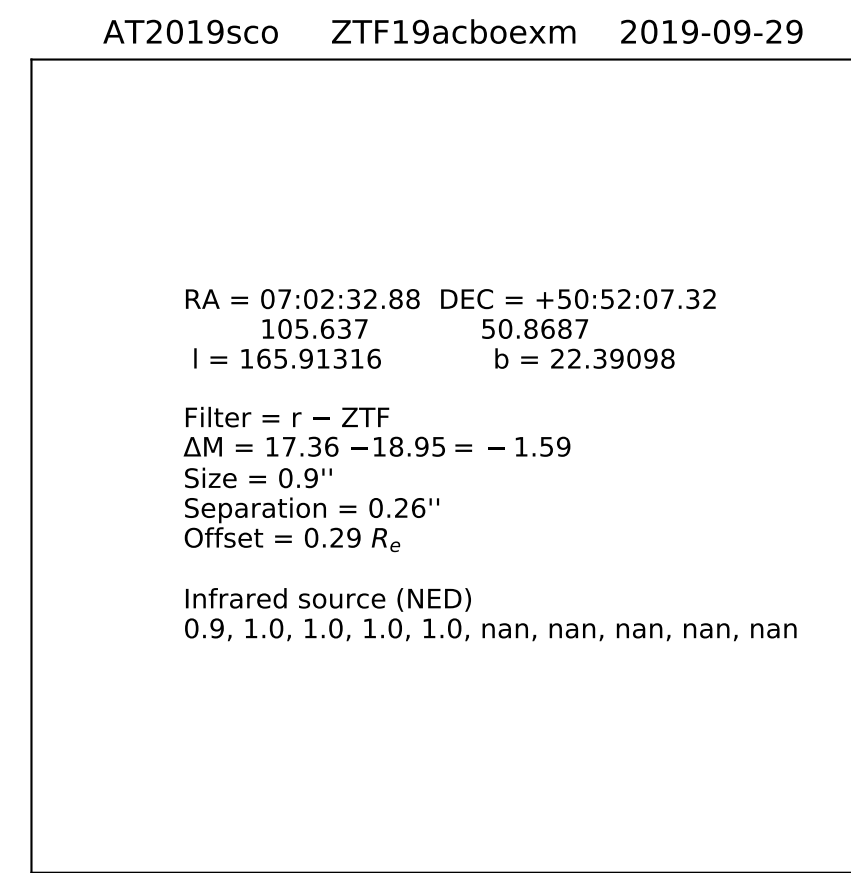 AT2019sco ZTF19acboexm 2019-09-29
RA = 07:02:32.88 DEC = +50:52:07.32
105.637 50.8687
l = 165.91316 b = 22.39098
Filter = r − ZTF
ΔM = 17.36 −18.95 = − 1.59
Size = 0.9''
Separation = 0.26''
Offset = 0.29 Rₑ
Infrared source (NED)
0.9, 1.0, 1.0, 1.0, 1.0, nan, nan, nan, nan, nan